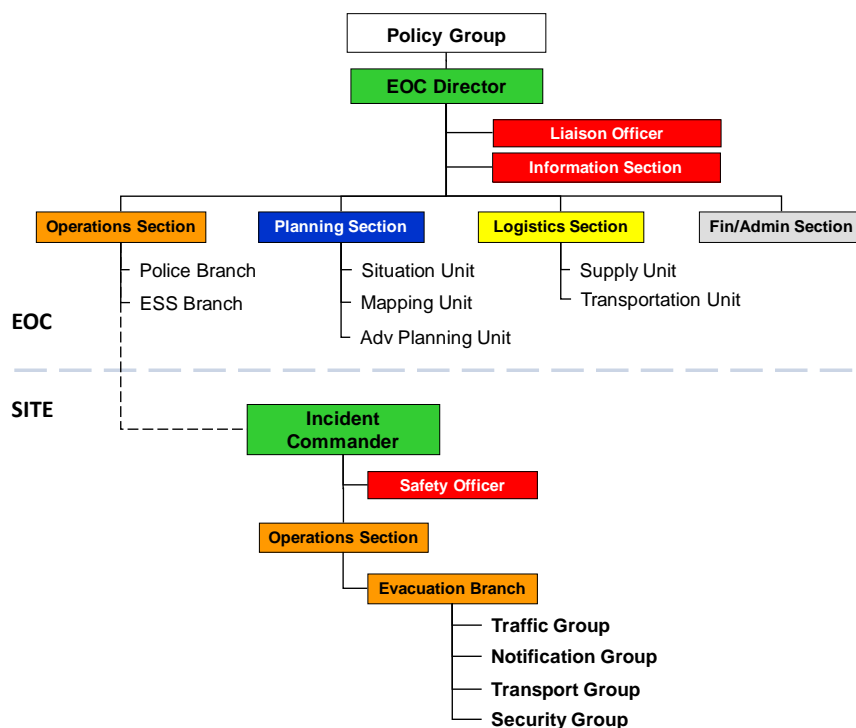 Policy Group
EOC Director
Liaison Officer
Information Section
Operations Section
Planning Section
Logistics Section
Fin/Admin Section
Police Branch
Situation Unit
Supply Unit
ESS Branch
Mapping Unit
Transportation Unit
EOC
Adv Planning Unit
SITE
Incident
Commander
Safety Officer
Operations Section
Evacuation Branch
Traffic Group
Notification Group
Transport Group
Security Group